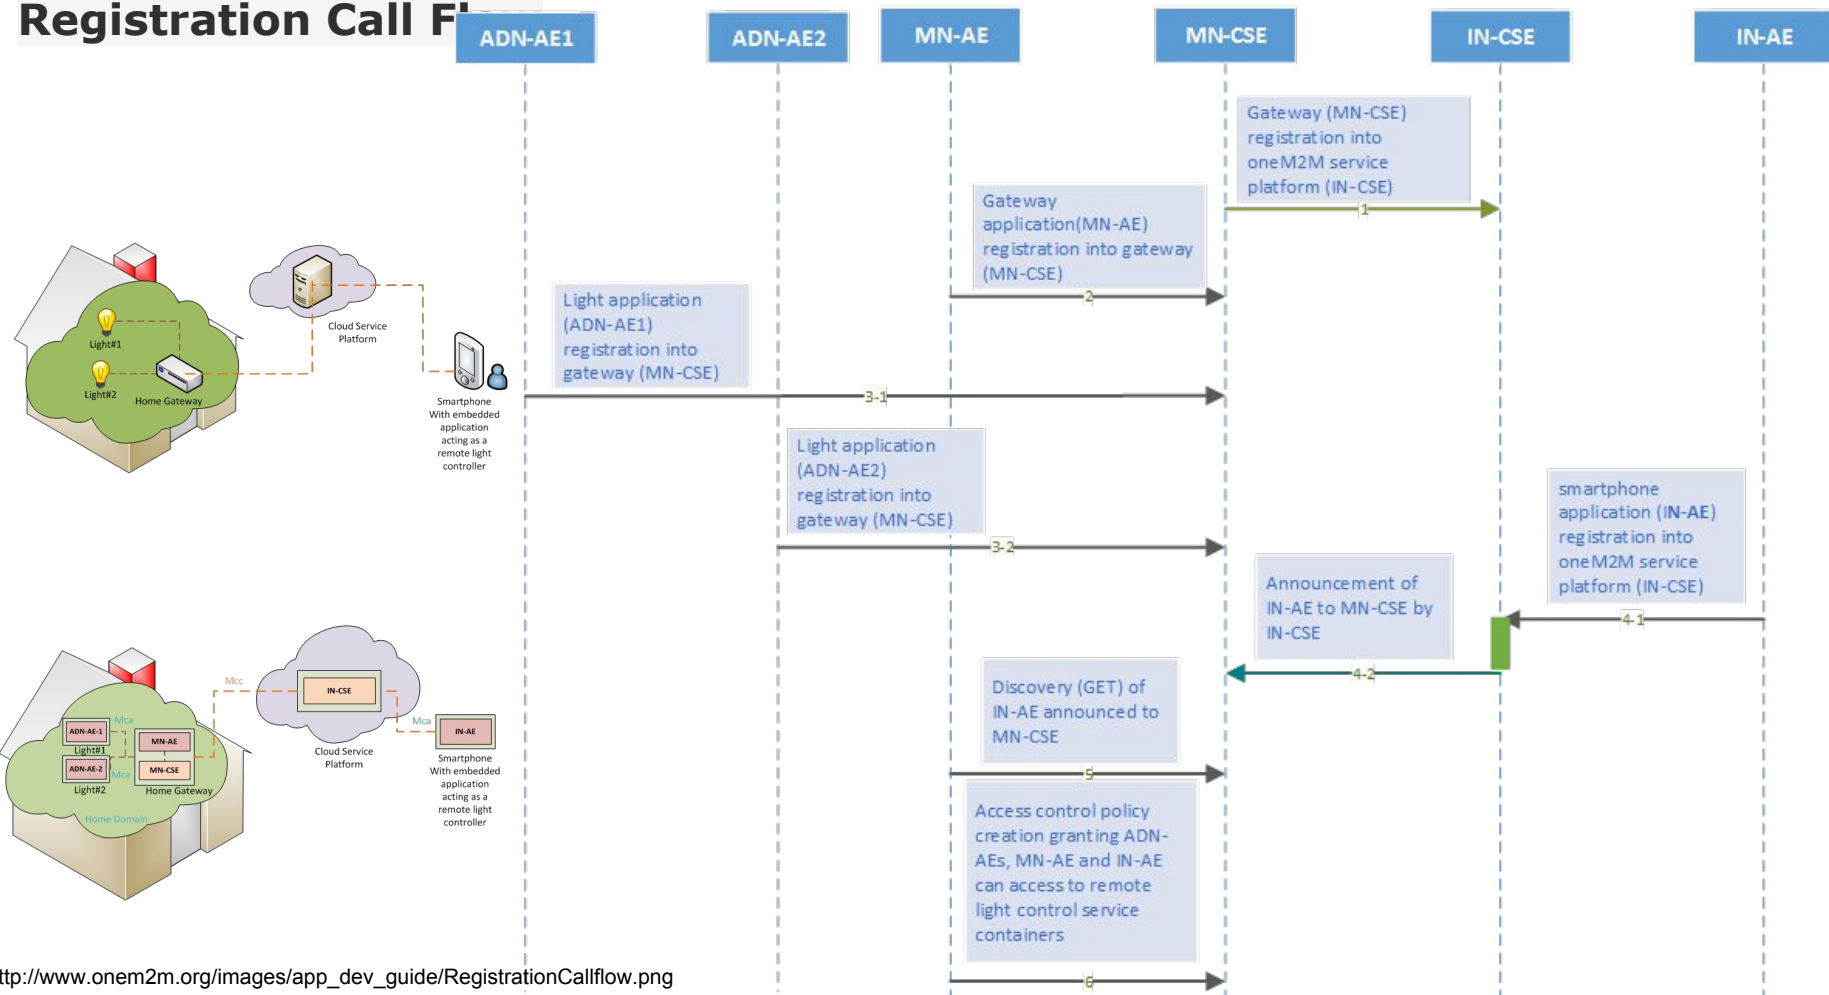 Registration Call Fl
ADN-AE1
ADN-AE2
MN-AE
MN-CSE
IN-CSE
IN-AE
Gateway (MN-CSE)
registration into
oneM2M service
platform (IN-CSE)
1
Gateway
application(MN-AE)
registration into gateway
(MN-CSE)
2
Light application
(ADN-AE1)
registration into
gateway (MN-CSE)
3-1
Light application
(ADN-AE2)
registration into
gateway (MN-CSE)
3-2
smartphone
application (IN-AE)
registration into
oneM2M service
platform (IN-CSE)
4-1
Announcement of
IN-AE to MN-CSE by
IN-CSE
4-2
Discovery (GET) of
IN-AE announced to
MN-CSE
5
Access control policy
creation granting ADN-
AEs, MN-AE and IN-AE
can access to remote
light control service
containers
6
Light#1
Light#2
Home Gateway
Cloud Service
Platform
Smartphone
With embedded
application
acting as a
remote light
controller
Mcc
IN-CSE
Mca
ADN-AE-1
Light#1
MN-AE
ADN-AE-2
Mca
MN-CSE
Light#2
Home Gateway
Home Domain
Cloud Service
Platform
Mca
IN-AE
Smartphone
With embedded
application
acting as a
remote light
controller
ttp://www.onem2m.org/images/app_dev_guide/RegistrationCallflow.png